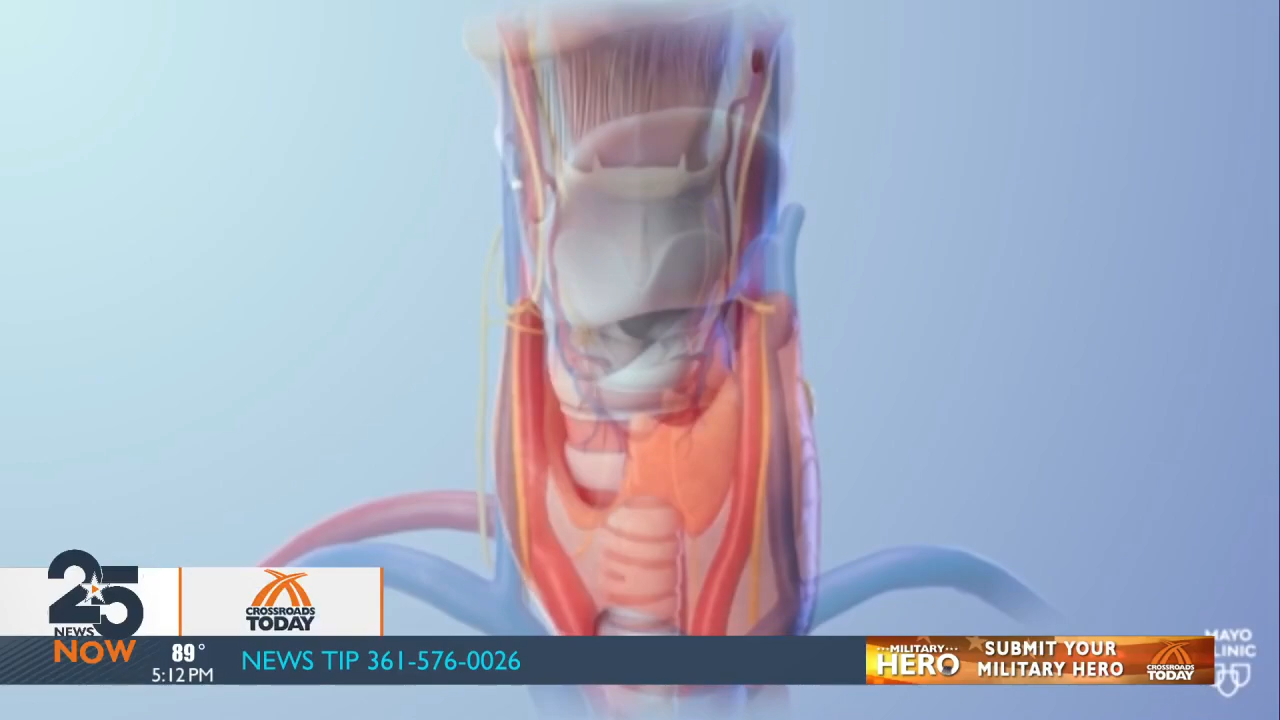 25
NEWS
NOW
CROSSROADS
TODAY
89°
5:12 PM
NEWS TIP 361-576-0026
MILITARY
HERO
SUBMIT YOUR
MILITARY HERO
CROSSROADS
TODAY
MAYO
CLINIC